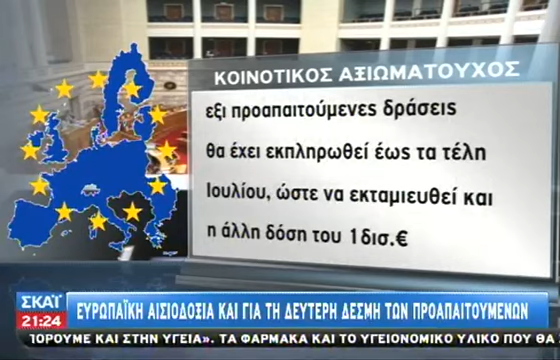 ΚΟΙΝΟΤΙΚΟΣ ΑΞΙΩΜΑΤΟΥΧΟΣ
εξι προαπαιτούμενες δράσεις
θα έχει εκπληρωθεί έως τα τέλη
Ιουλίου, ώστε να εκταμιευθεί και
η άλλη δόση του 1δισ.€
ΣΚΑΪ
21:24
ΕΥΡΩΠΑΪΚΗ ΑΙΣΙΟΔΟΞΙΑ ΚΑΙ ΓΙΑ ΤΗ ΔΕΥΤΕΡΗ ΔΕΣΜΗ ΤΩΝ ΠΡΟΑΠΑΙΤΟΥΜΕΝΩΝ
ΠΟΡΟΥΜΕ ΚΑΙ ΣΤΗΝ ΥΓΕΙΑ». ΤΑ ΦΑΡΜΑΚΑ ΚΑΙ ΤΟ ΥΓΕΙΟΝΟΜΙΚΟ ΥΛΙΚΟ ΠΟΥ ΘΑ